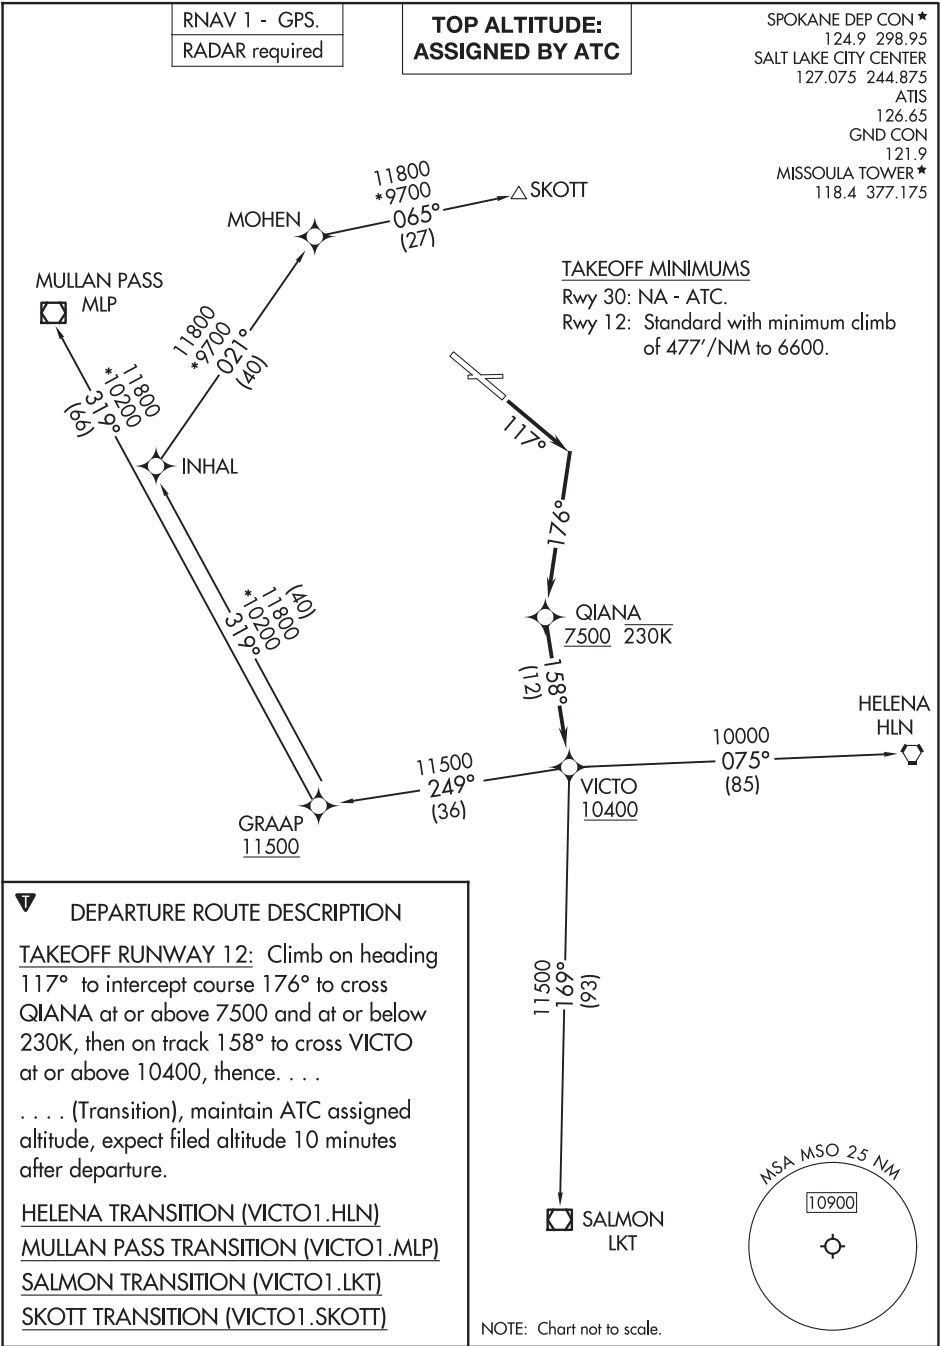 RNAV 1 - GPS.
RADAR required
TOP ALTITUDE:
ASSIGNED BY ATC
SPOKANE DEP CON ★
124.9 298.95
SALT LAKE CITY CENTER
127.075 244.875
ATIS
126.65
GND CON
121.9
MISSOULA TOWER ★
118.4 377.175
11800
*9700
065°
(27)
SKOTT
MOHEN
MULLAN PASS
MLP
TAKEOFF MINIMUMS
Rwy 30: NA - ATC.
Rwy 12: Standard with minimum climb
of 477'/NM to 6600.
11800
*9700
021°
(40)
11800
*10200
319°
(66)
117°
INHAL
176°
(40)
11800
*10200
319°
QIANA
7500 230K
158°
(12)
HELENA
HLN
11500
249°
(36)
10000
075°
(85)
VICTO
10400
GRAAP
11500
T
DEPARTURE ROUTE DESCRIPTION
TAKEOFF RUNWAY 12: Climb on heading
117° to intercept course 176° to cross
QIANA at or above 7500 and at or below
230K, then on track 158° to cross VICTO
at or above 10400, thence. . . .
. . . . (Transition), maintain ATC assigned
altitude, expect filed altitude 10 minutes
after departure.
HELENA TRANSITION (VICTO1.HLN)
MULLAN PASS TRANSITION (VICTO1.MLP)
SALMON TRANSITION (VICTO1.LKT)
SKOTT TRANSITION (VICTO1.SKOTT)
11500
169°
(93)
SALMON
LKT
MSA MSO 25 NM
10900
NOTE: Chart not to scale.